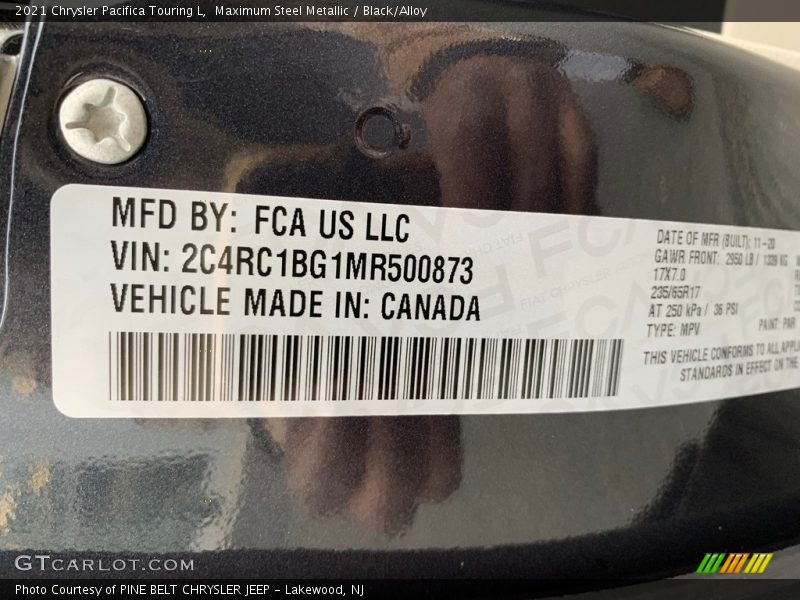 2021 Chrysler Pacifica Touring L,  Maximum Steel Metallic / Black/Alloy
MFD BY: FCA US LLC
VIN: 2C4RC1BG1MR500873
VEHICLE MADE IN: CANADA
DATE OF MFR (BUILT): 11-20
GAWR FRONT: 2950 LB / 1339 KG
17X7.0
235/65R17
AT 250 kPa / 36 PSI
TYPE: MPV PAINT: PAR
THIS VEHICLE CONFORMS TO ALL APPLI
STANDARDS IN EFFECT ON THE
GTCARLOT.COM
Photo Courtesy of PINE BELT CHRYSLER JEEP - Lakewood, NJ